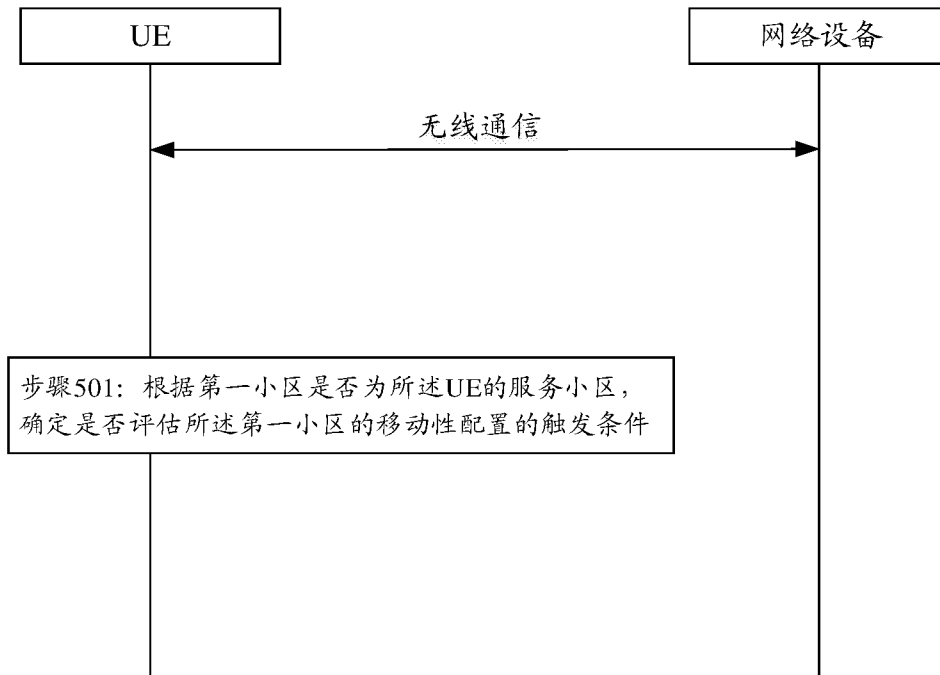 UE
网络设备
无线通信
步骤501：根据第一小区是否为所述UE的服务小区，
确定是否评估所述第一小区的移动性配置的触发条件